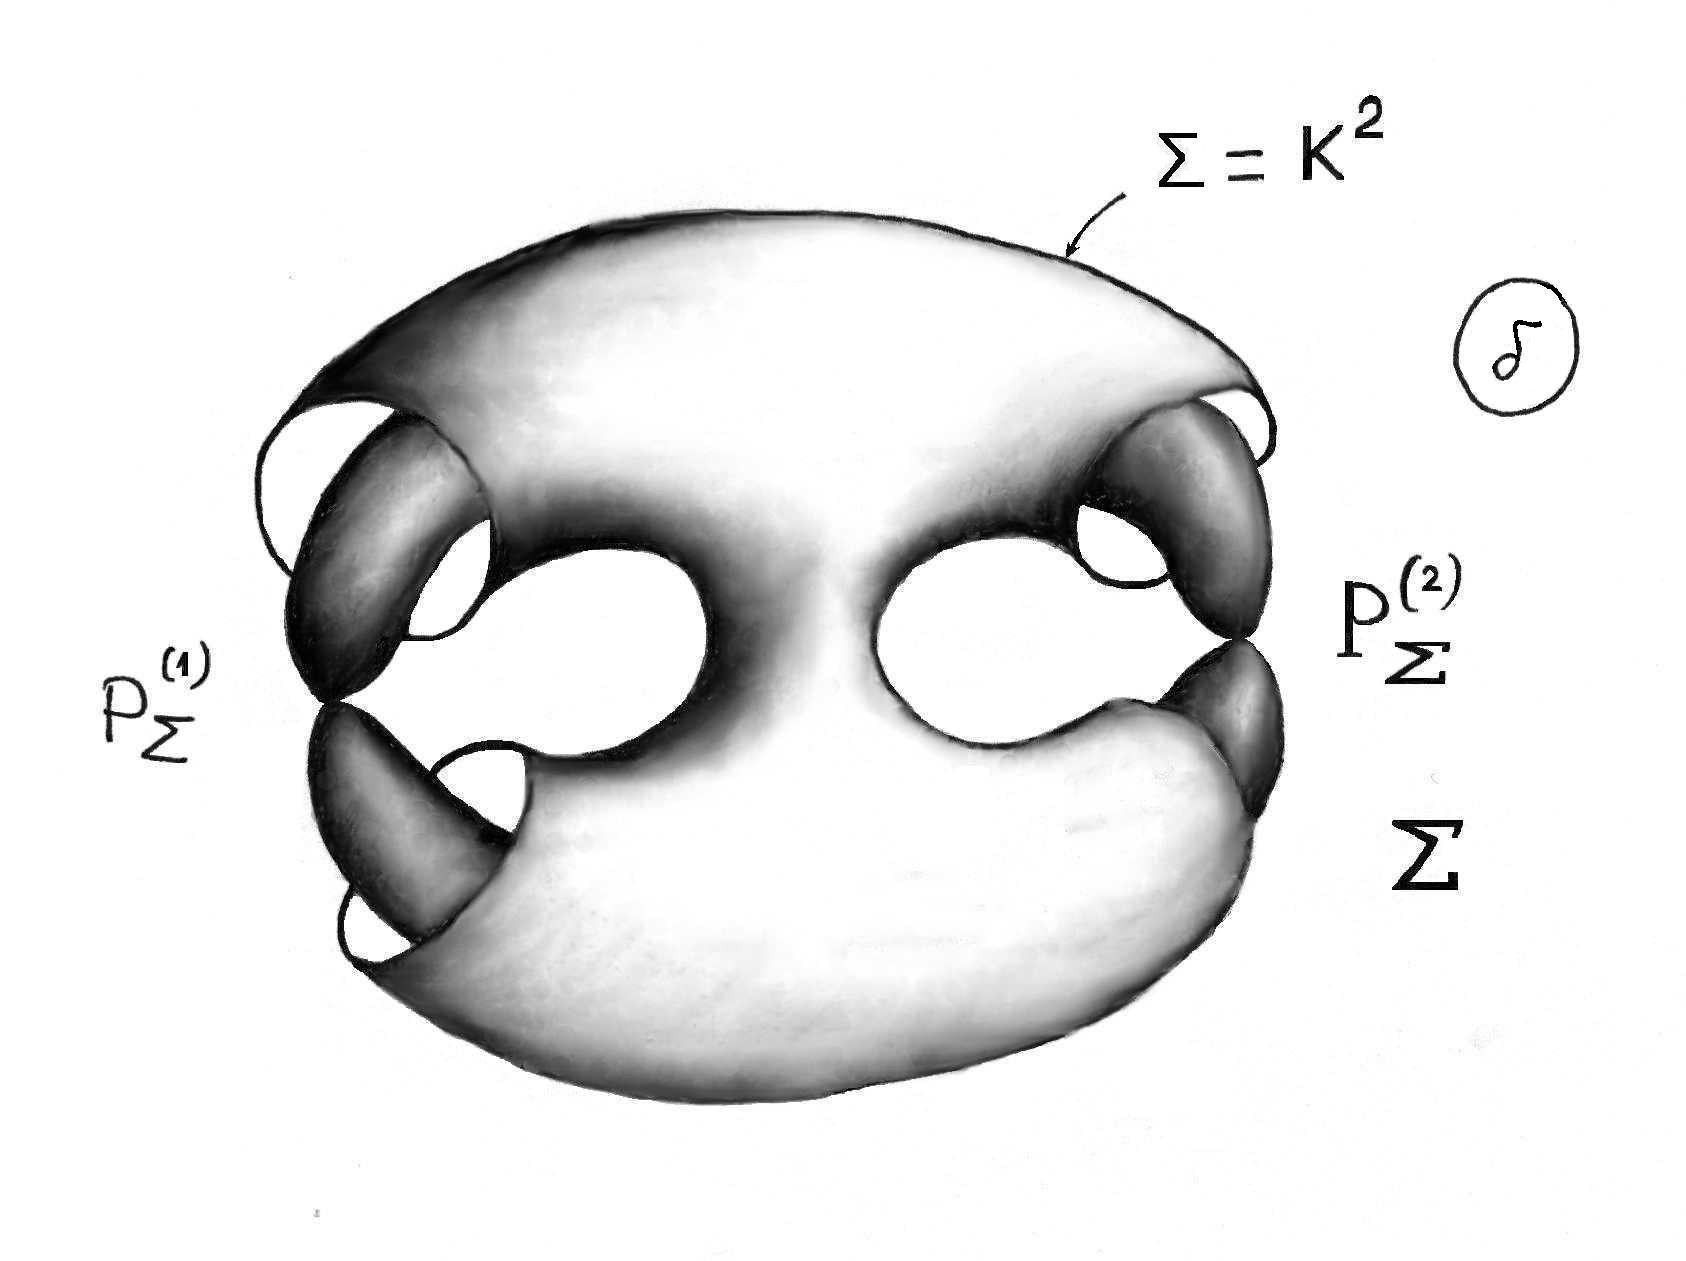 Σ = K²
δ
P_Σ^(1)
P_Σ^(2)
Σ